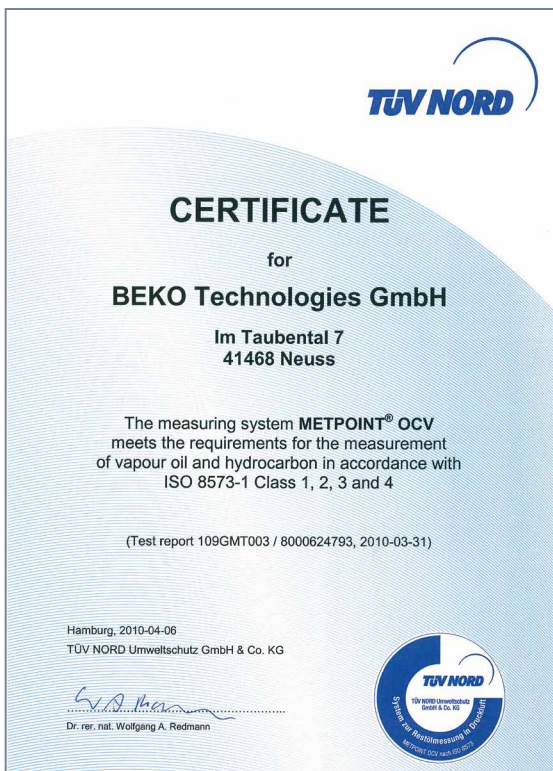 TÜV NORD
CERTIFICATE
for
BEKO Technologies GmbH
Im Taubental 7
41468 Neuss
The measuring system METPOINT® OCV
meets the requirements for the measurement
of vapour oil and hydrocarbon in accordance with
ISO 8573-1 Class 1, 2, 3 and 4
(Test report 109GMT003 / 8000624793, 2010-03-31)
Hamburg, 2010-04-06
TÜV NORD Umweltschutz GmbH & Co. KG
Dr. rer. nat. Wolfgang A. Redmann
TÜV NORD
TÜV NORD Umweltschutz
GmbH & Co. KG
System zur Restölmessung in Druckluft
METPOINT OCV nach ISO 8573